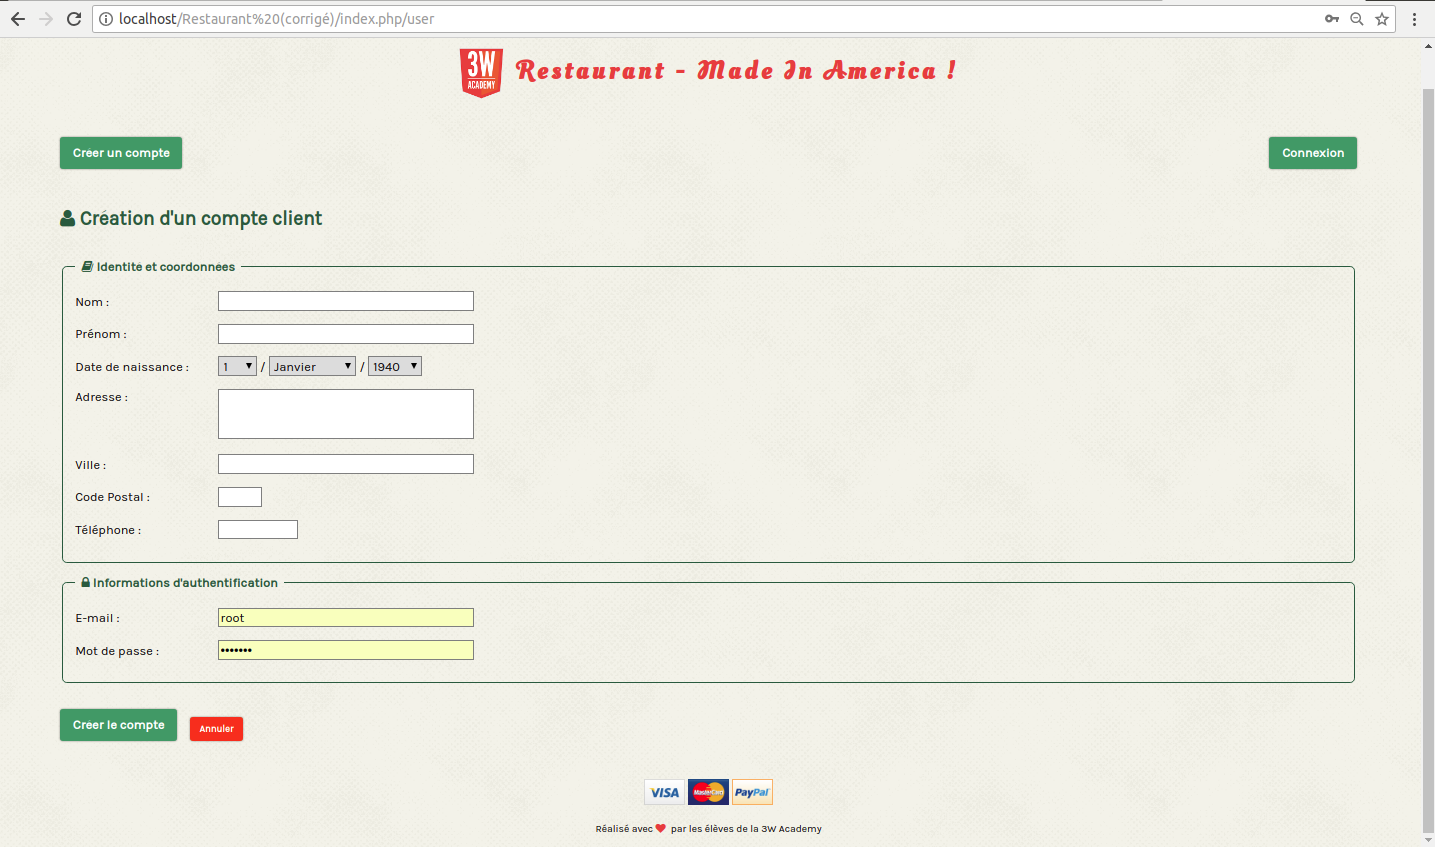 localhost/Restaurant%20(corrigé)/index.php/user
3W
ACADEMY
Restaurant - Made In America !
Créer un compte
Connexion
Création d'un compte client
Identité et coordonnées
Nom :
Prénom :
Date de naissance : 1 / Janvier / 1940
Adresse :
Ville :
Code Postal :
Téléphone :
Informations d'authentification
E-mail : root
Mot de passe : •••••••
Créer le compte Annuler
VISA MasterCard PayPal
Réalisé avec ❤ par les élèves de la 3W Academy